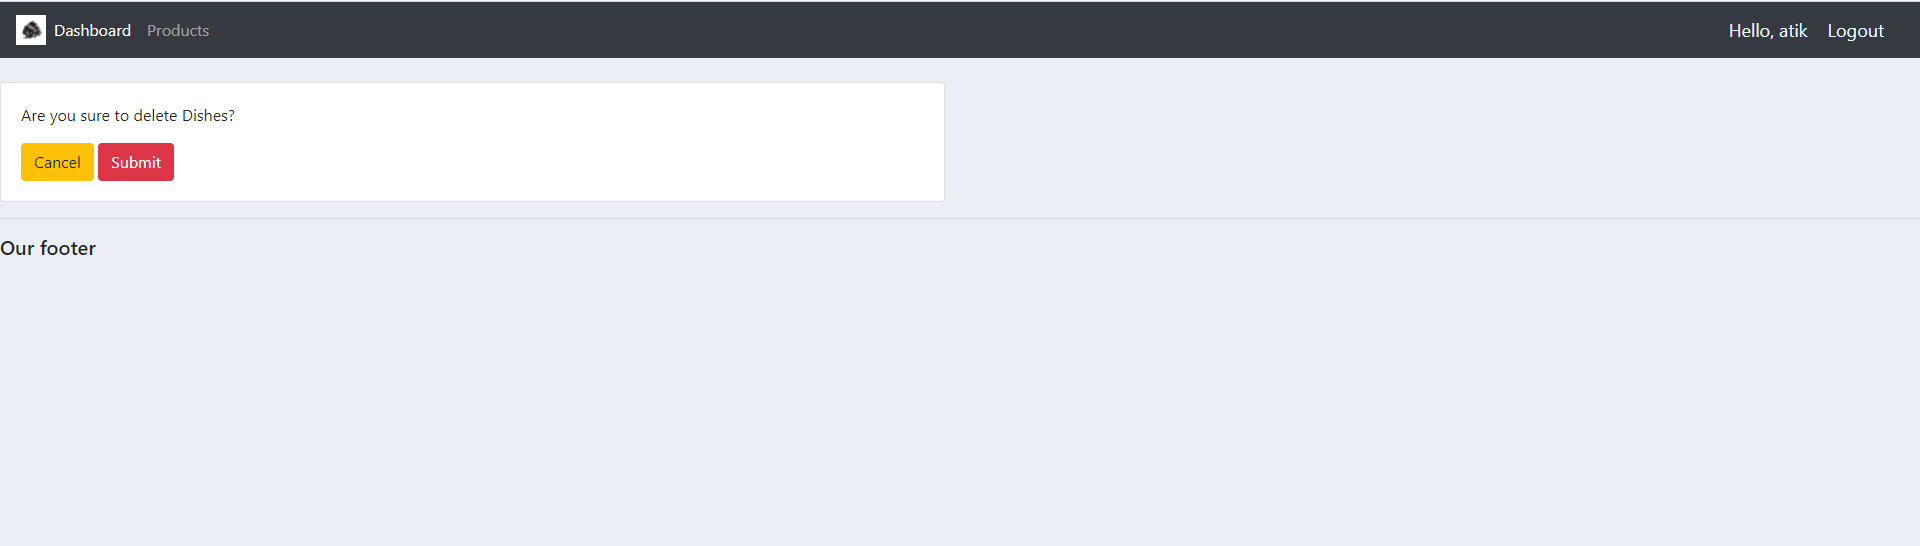 Dashboard Products Hello, atik Logout
Are you sure to delete Dishes?
Cancel Submit
Our footer